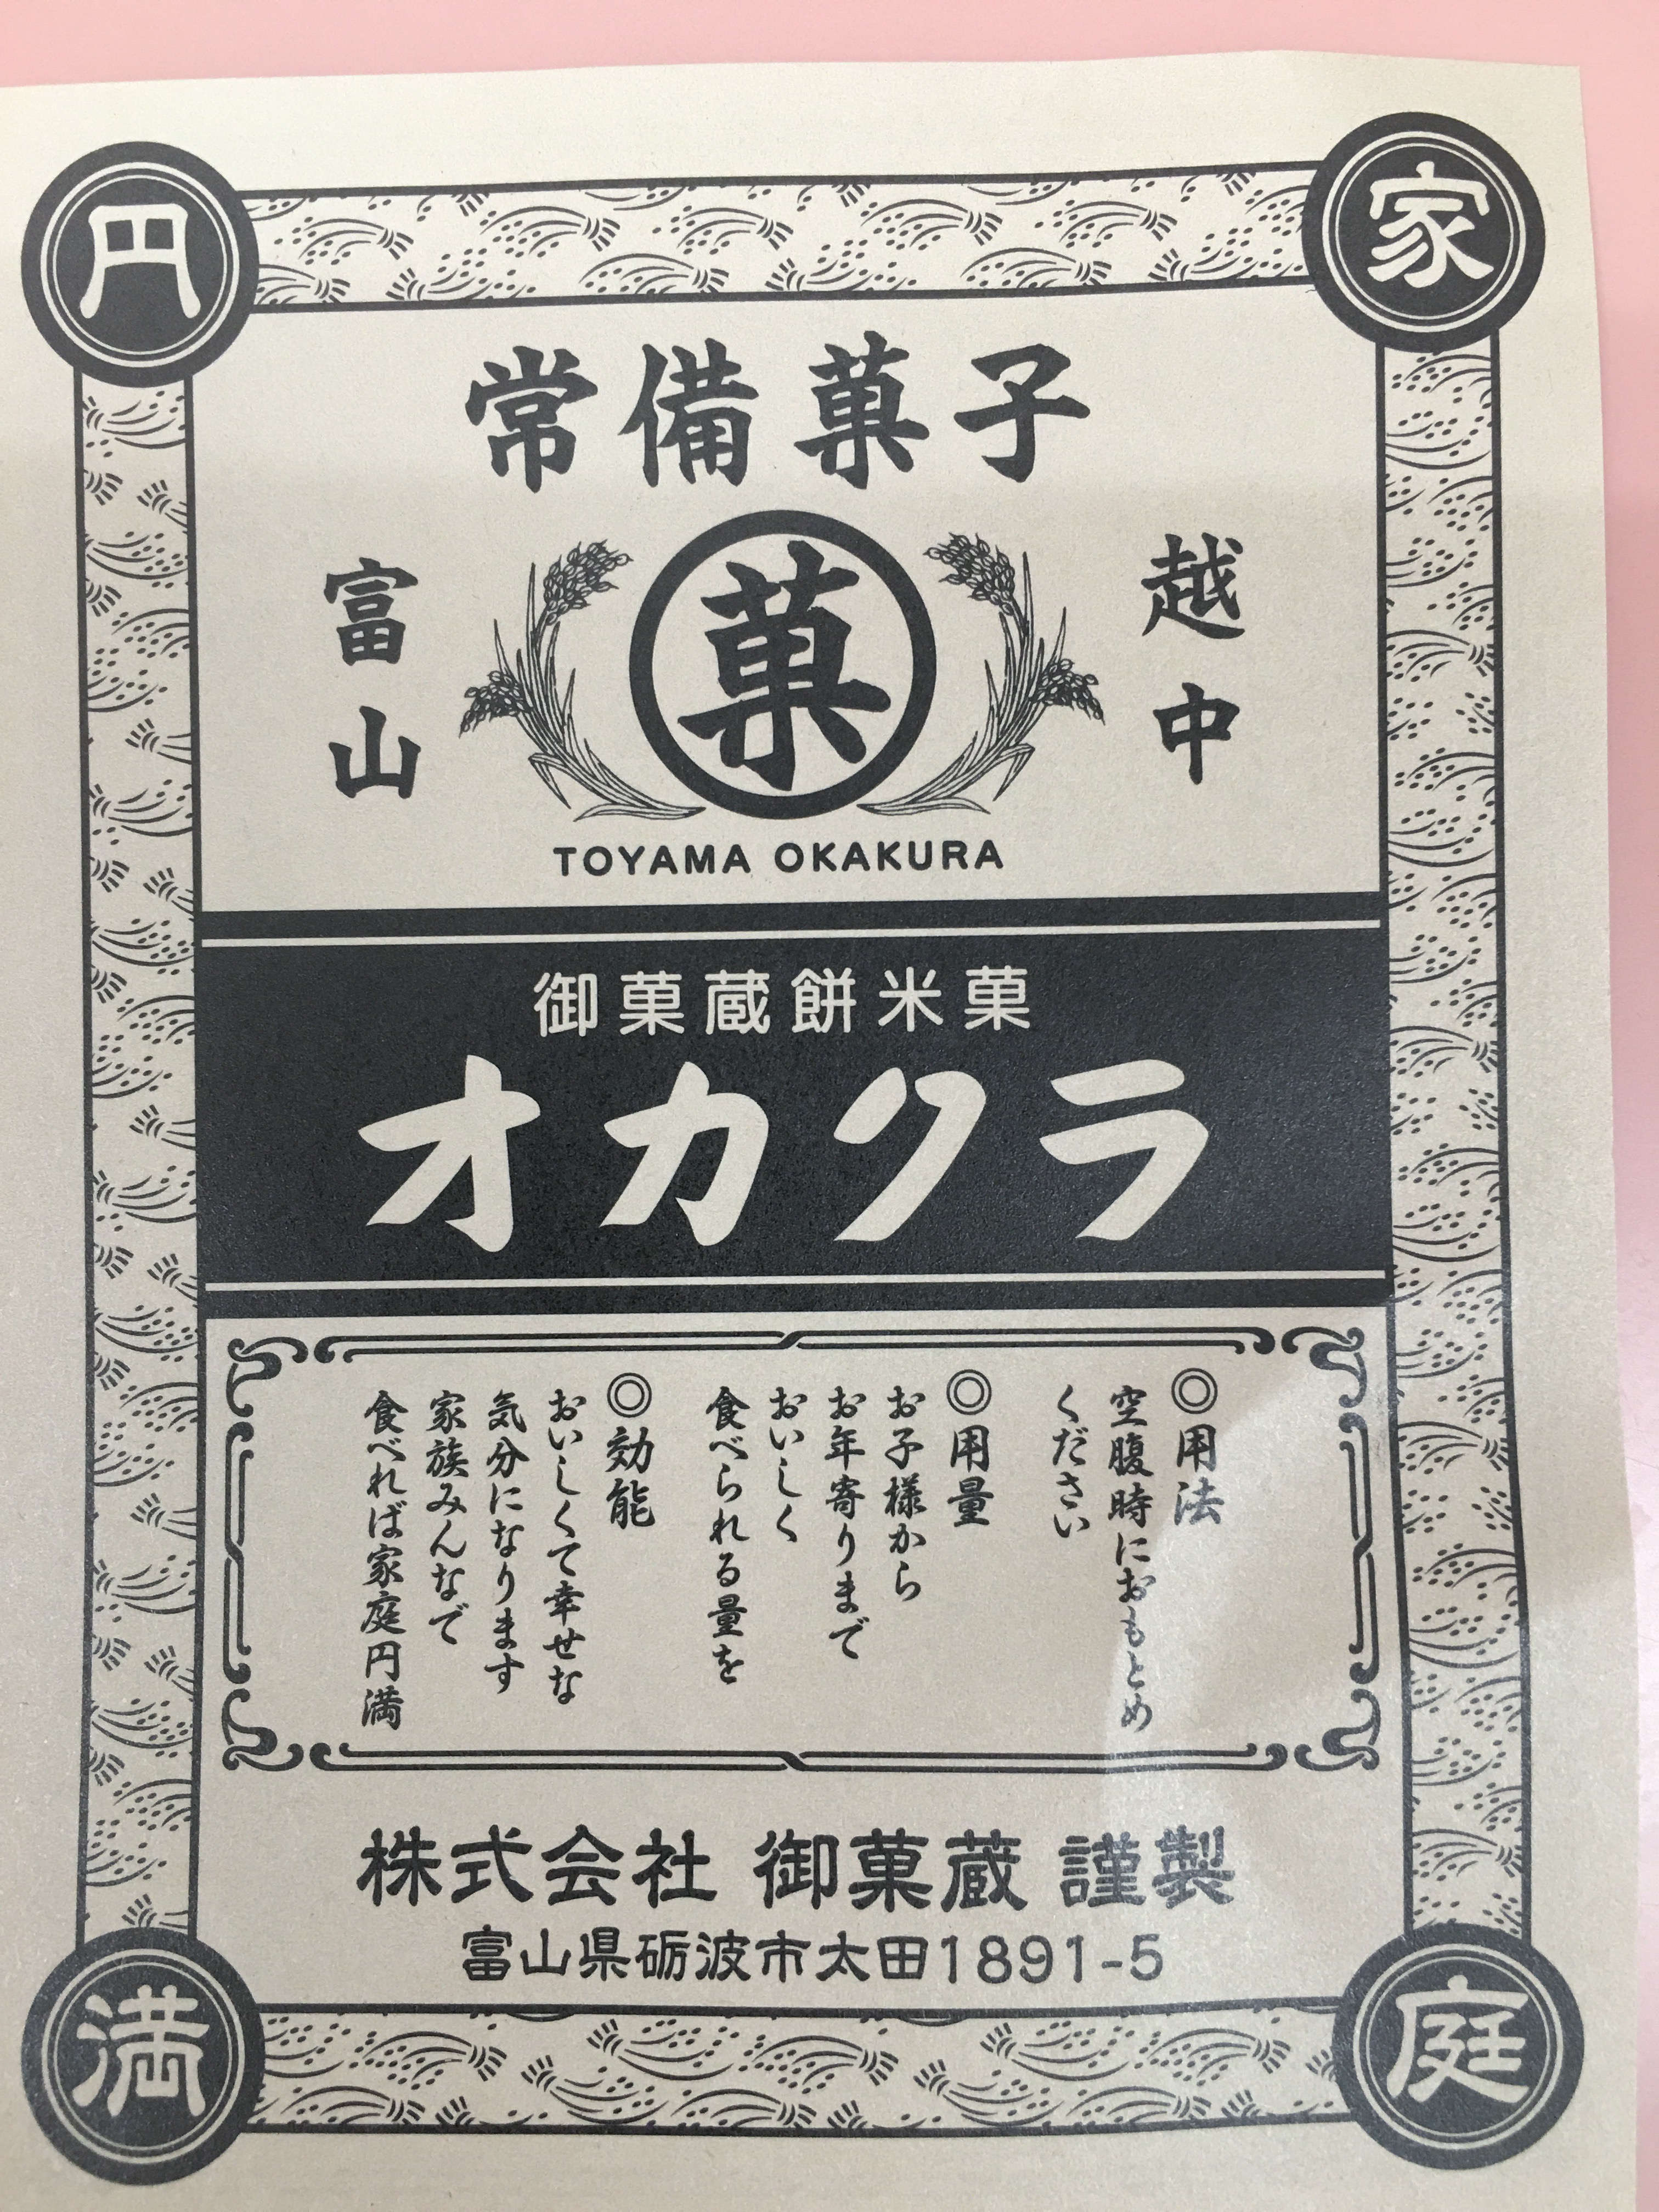 家
庭
円
満
常備菓子
越中
菓
富山
TOYAMA OKAKURA
御菓蔵餅米菓
オカクラ
◎用法
空腹時におもとめ
ください
◎用量
お子様から
お年寄りまで
おいしく
食べられる量を
◎効能
おいしくて幸せな
気分になります
家族みんなで
食べれば家庭円満
株式会社 御菓蔵 謹製
富山県砺波市太田1891-5